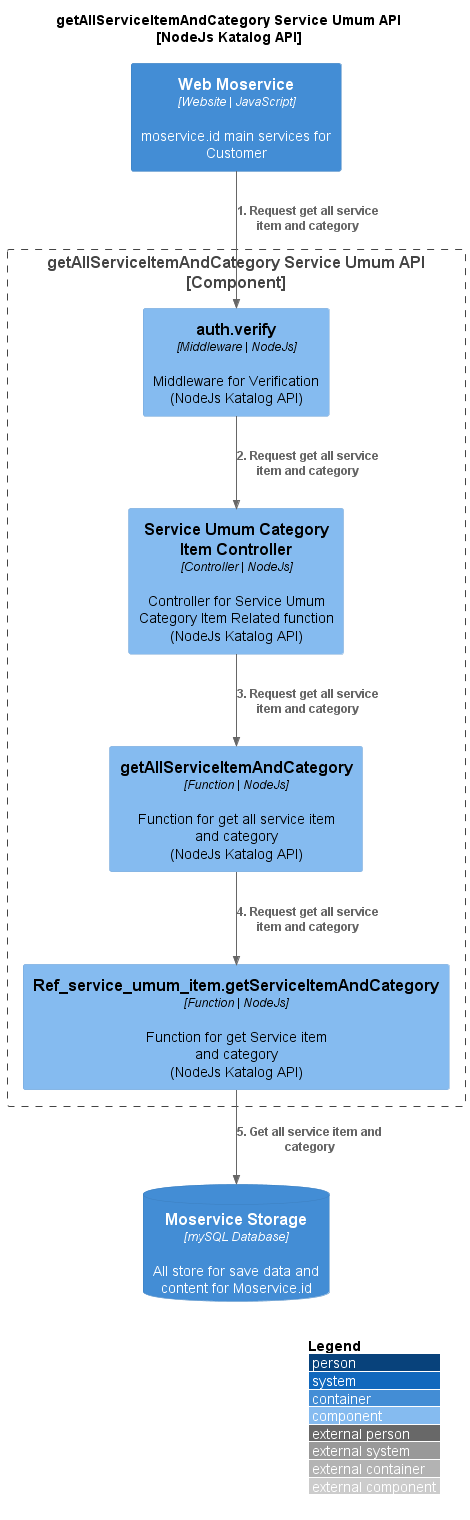 getAllServiceItemAndCategory Service Umum API
[NodeJs Katalog API]
Web Moservice
[Website | JavaScript]
moservice.id main services for
Customer
1. Request get all service
item and category
getAllServiceItemAndCategory Service Umum API
[Component]
auth.verify
[Middleware | NodeJs]
Middleware for Verification
(NodeJs Katalog API)
2. Request get all service
item and category
Service Umum Category
Item Controller
[Controller | NodeJs]
Controller for Service Umum
Category Item Related function
(NodeJs Katalog API)
3. Request get all service
item and category
getAllServiceItemAndCategory
[Function | NodeJs]
Function for get all service item
and category
(NodeJs Katalog API)
4. Request get all service
item and category
Ref_service_umum_item.getServiceItemAndCategory
[Function | NodeJs]
Function for get Service item
and category
(NodeJs Katalog API)
5. Get all service item and
category
Moservice Storage
[mySQL Database]
All store for save data and
content for Moservice.id
Legend
person
system
container
component
external person
external system
external container
external component